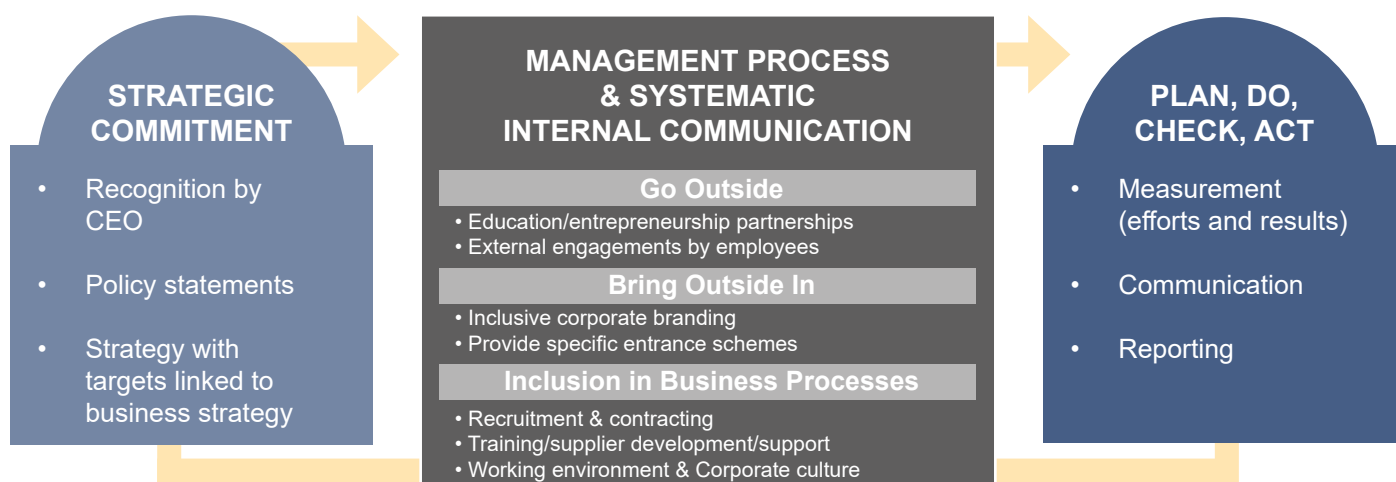 STRATEGIC
COMMITMENT
• Recognition by
CEO
• Policy statements
• Strategy with
targets linked to
business strategy
MANAGEMENT PROCESS
& SYSTEMATIC
INTERNAL COMMUNICATION
Go Outside
• Education/entrepreneurship partnerships
• External engagements by employees
Bring Outside In
• Inclusive corporate branding
• Provide specific entrance schemes
Inclusion in Business Processes
• Recruitment & contracting
• Training/supplier development/support
• Working environment & Corporate culture
PLAN, DO,
CHECK, ACT
• Measurement
(efforts and results)
• Communication
• Reporting